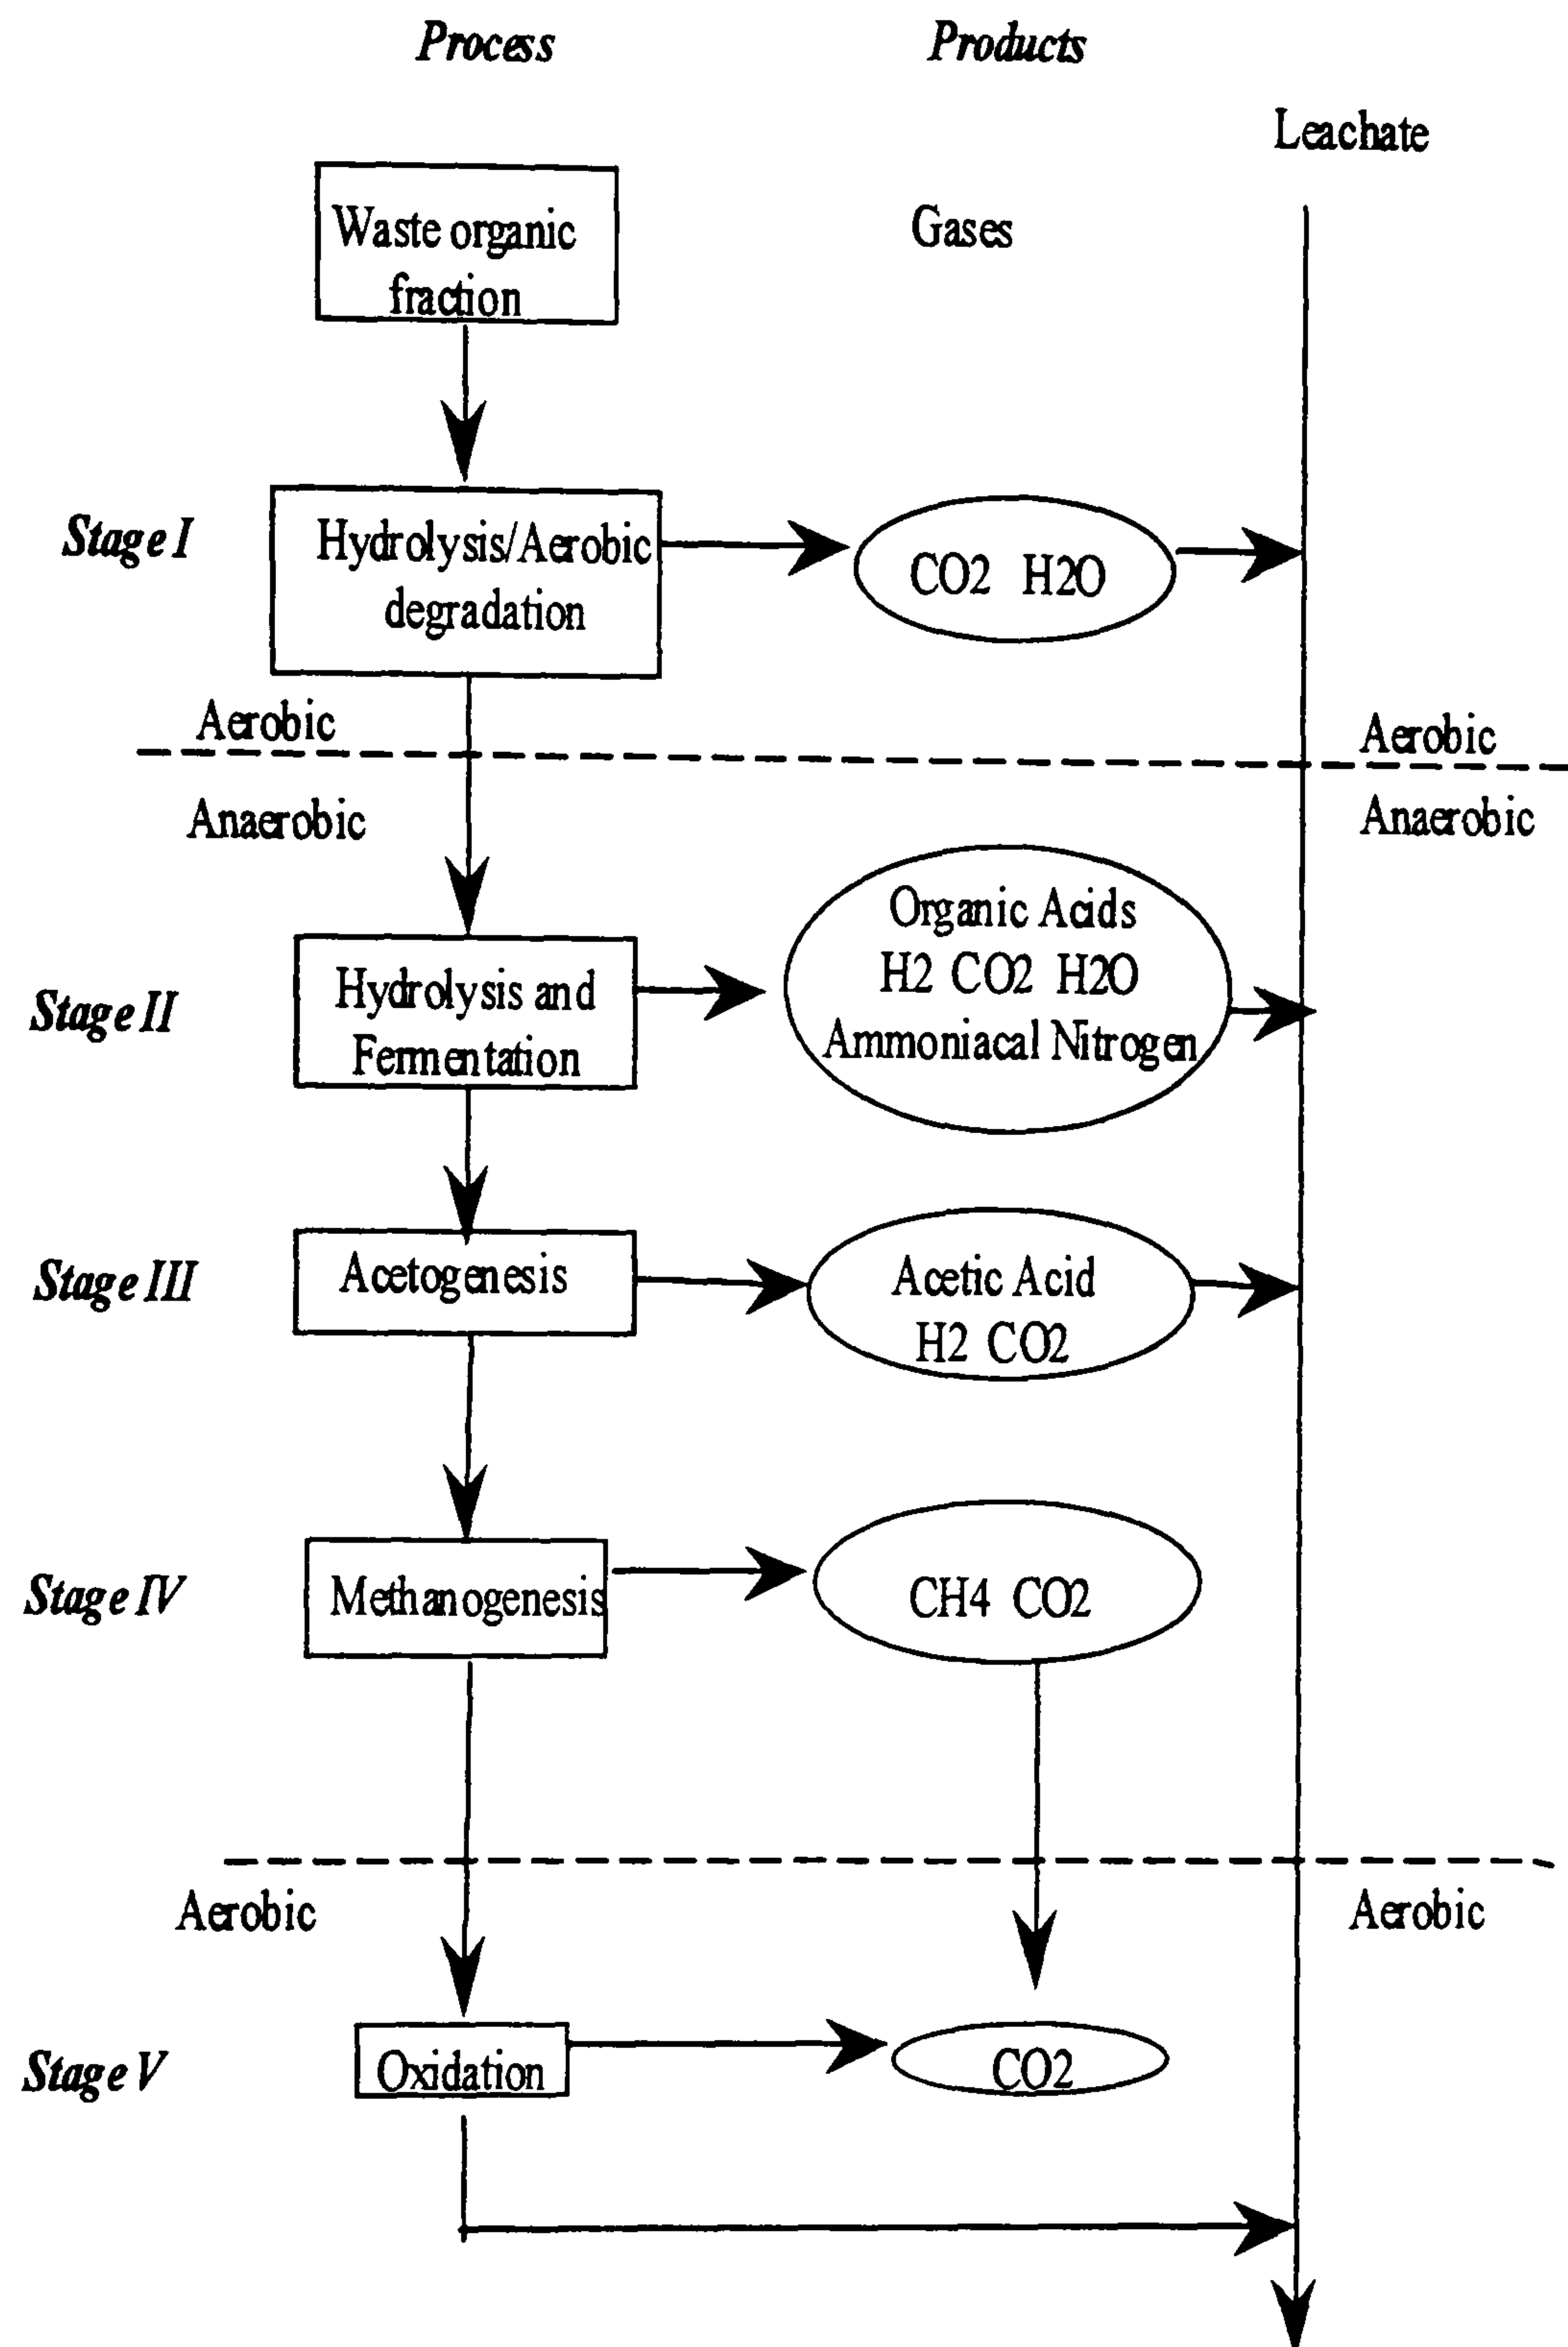 Process
Products
Leachate
Waste organic
fraction
Gases
Stage I
Hydrolysis/Aerobic
degradation
CO2 H2O
Aerobic
Aerobic
Anaerobic
Anaerobic
Stage II
Hydrolysis and
Fermentation
Organic Acids
H2 CO2 H2O
Ammoniacal Nitrogen
Stage III
Acetogenesis
Acetic Acid
H2 CO2
Stage IV
Methanogenesis
CH4 CO2
Aerobic
Aerobic
Stage V
Oxidation
CO2